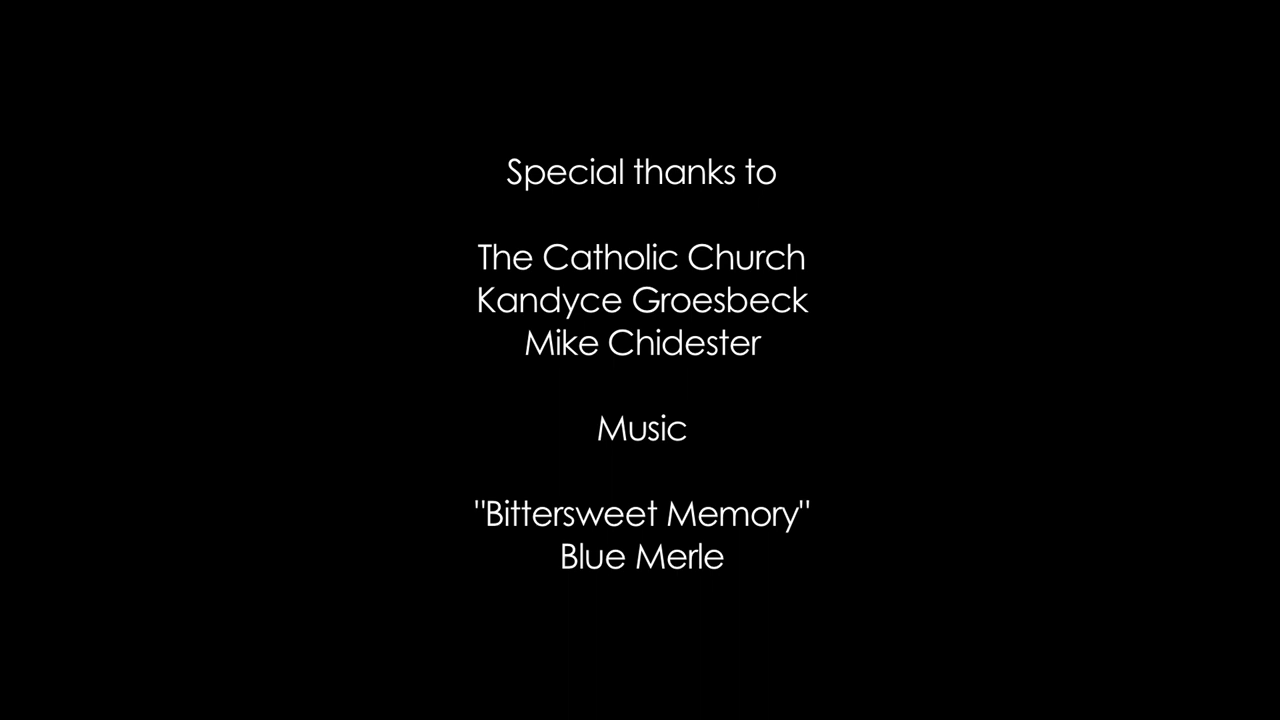 Special thanks to
The Catholic Church
Kandyce Groesbeck
Mike Chidester
Music
"Bittersweet Memory"
Blue Merle